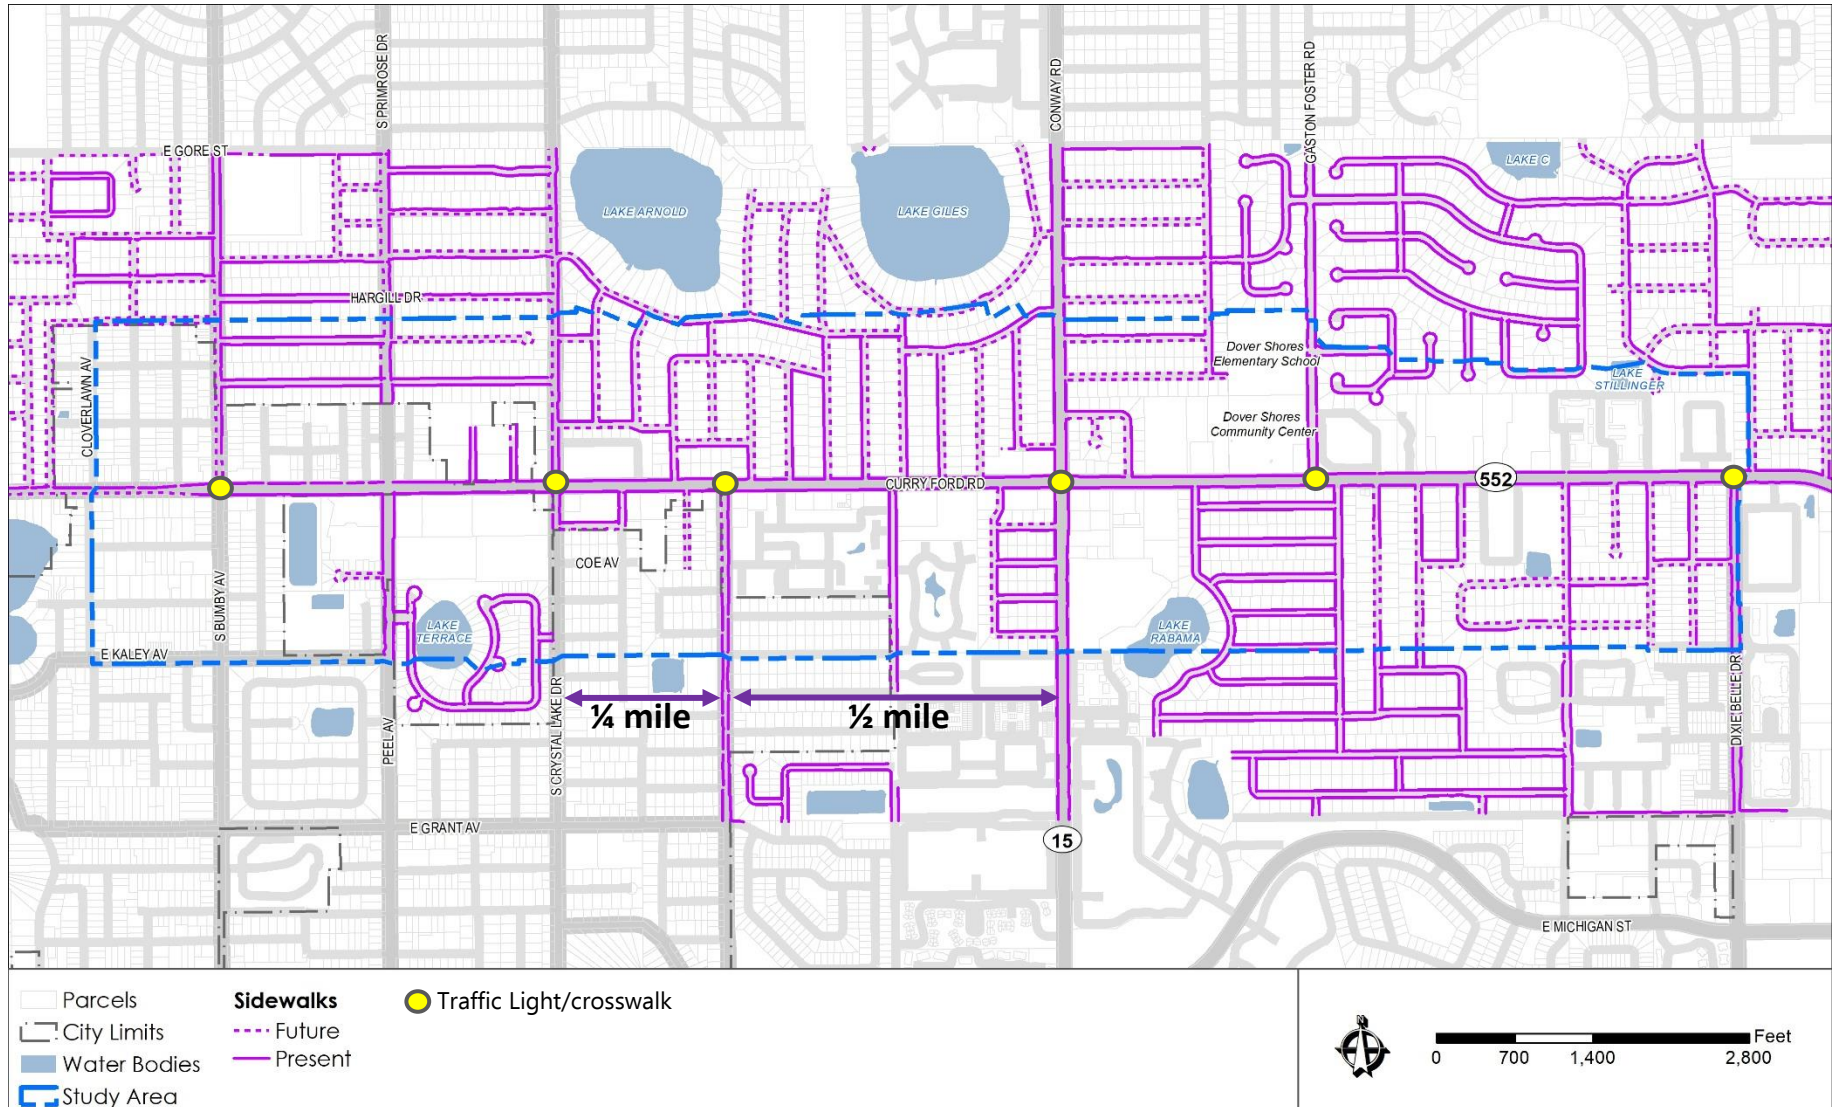 S PRIMROSE DR
CONWAY RD
GASTON FOSTER RD
E GORE ST
LAKE C
LAKE ARNOLD
LAKE GILES
HARGILL DR
CLOVERLAWN AV
Dover Shores
Elementary School
LAKE
STILLINGER
Dover Shores
Community Center
CURRY FORD RD
552
S BUMBY AV
COE AV
LAKE
TERRACE
LAKE
RABAMA
E KALEY AV
PEEL AV
S CRYSTAL LAKE DR
¼ mile
½ mile
DIXIE BELLE DR
E GRANT AV
15
E MICHIGAN ST
Parcels
City Limits
Water Bodies
Study Area
Sidewalks
Future
Present
Traffic Light/crosswalk
N
Feet
0 700 1,400 2,800